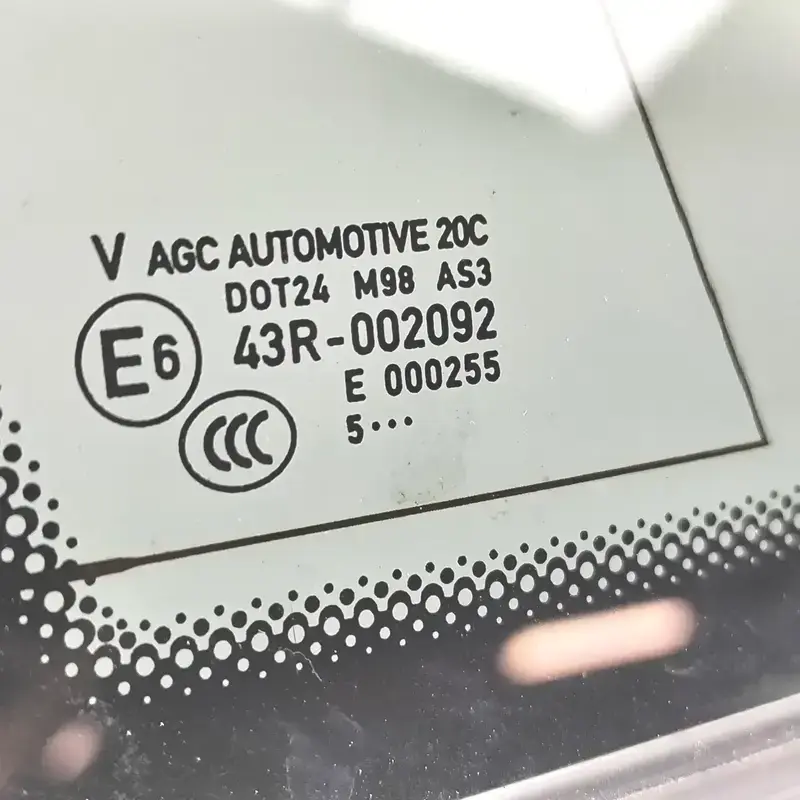 V AGC AUTOMOTIVE 20C
DOT24 M98 AS3
E6 43R-002092
E 000255
CCC
5...